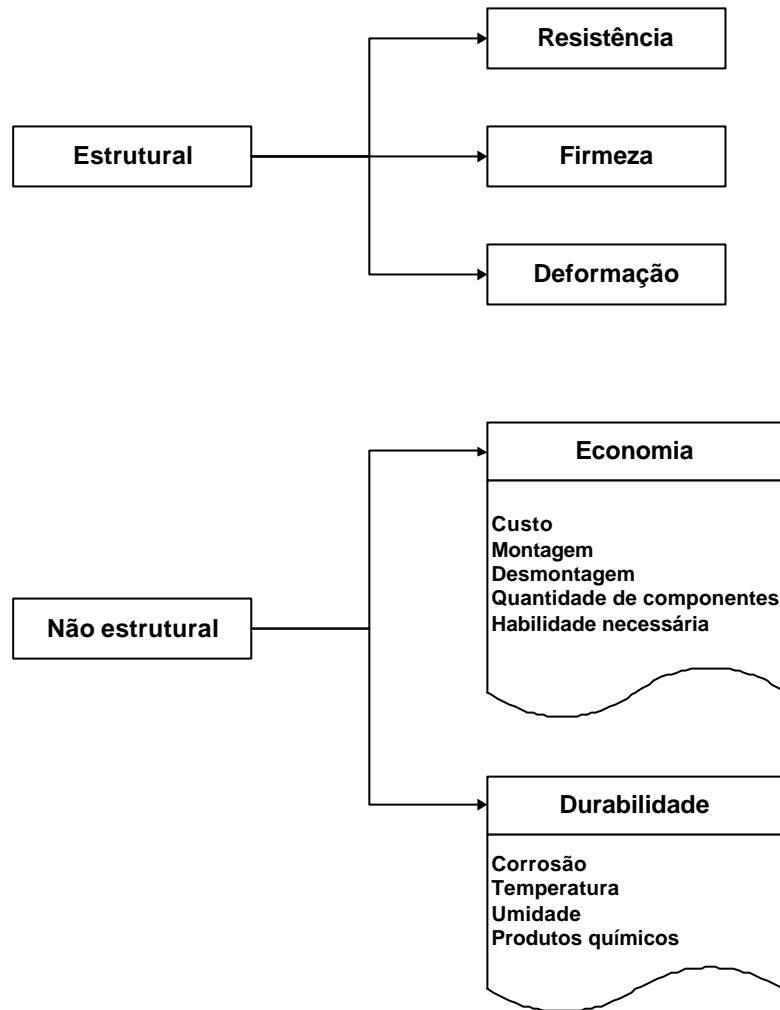 Estrutural
Resistência
Firmeza
Deformação
Não estrutural
Economia
Custo
Montagem
Desmontagem
Quantidade de componentes
Habilidade necessária
Durabilidade
Corrosão
Temperatura
Umidade
Produtos químicos